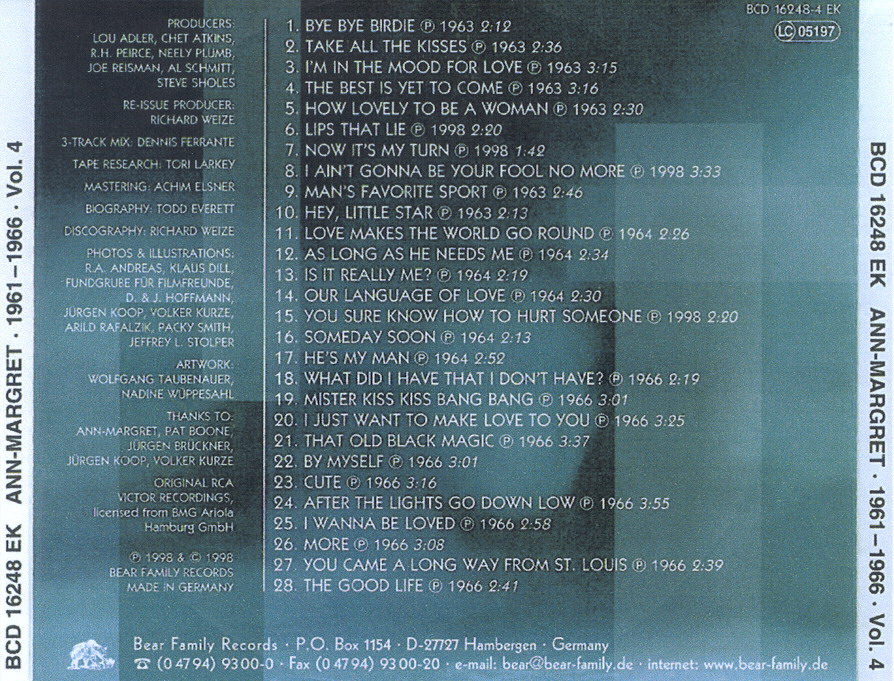 BCD 16248-4 EK
LC 05197
PRODUCERS:
LOU ADLER, CHET ATKINS,
R.H. PEIRCE, NEELY PLUMB,
JOE REISMAN, AL SCHMITT,
STEVE SHOLES
RE-ISSUE PRODUCER:
RICHARD WEIZE
3-TRACK MIX: DENNIS FERRANTE
TAPE RESEARCH: TORI LARKEY
MASTERING: ACHIM ELSNER
BIOGRAPHY: TODD EVERETT
DISCOGRAPHY: RICHARD WEIZE
PHOTOS & ILLUSTRATIONS:
R.A. ANDREAS, KLAUS DILL,
FUNDGRUBE FÜR FILMFREUNDE,
D. & J. HOFFMANN,
JÜRGEN KOOP, VOLKER KURZE,
ARILD RAFALZIK, PACKY SMITH,
JEFFREY L. STOLPER
ARTWORK:
WOLFGANG TAUBENAUER,
NADINE WÜPPESAHL
THANKS TO:
ANN-MARGRET, PAT BOONE,
JÜRGEN BRÜCKNER,
JÜRGEN KOOP, VOLKER KURZE
ORIGINAL RCA
VICTOR RECORDINGS,
licensed from BMG Ariola
Hamburg GmbH
℗ 1998 & © 1998
BEAR FAMILY RECORDS
MADE IN GERMANY
1. BYE BYE BIRDIE ℗ 1963 2:12
2. TAKE ALL THE KISSES ℗ 1963 2:36
3. I'M IN THE MOOD FOR LOVE ℗ 1963 3:15
4. THE BEST IS YET TO COME ℗ 1963 3:16
5. HOW LOVELY TO BE A WOMAN ℗ 1963 2:30
6. LIPS THAT LIE ℗ 1998 2:20
7. NOW IT'S MY TURN ℗ 1998 1:42
8. I AIN'T GONNA BE YOUR FOOL NO MORE ℗ 1998 3:33
9. MAN'S FAVORITE SPORT ℗ 1963 2:46
10. HEY, LITTLE STAR ℗ 1963 2:13
11. LOVE MAKES THE WORLD GO ROUND ℗ 1964 2:26
12. AS LONG AS HE NEEDS ME ℗ 1964 2:34
13. IS IT REALLY ME? ℗ 1964 2:19
14. OUR LANGUAGE OF LOVE ℗ 1964 2:30
15. YOU SURE KNOW HOW TO HURT SOMEONE ℗ 1998 2:20
16. SOMEDAY SOON ℗ 1964 2:13
17. HE'S MY MAN ℗ 1964 2:52
18. WHAT DID I HAVE THAT I DON'T HAVE? ℗ 1966 2:19
19. MISTER KISS KISS BANG BANG ℗ 1966 3:01
20. I JUST WANT TO MAKE LOVE TO YOU ℗ 1966 3:25
21. THAT OLD BLACK MAGIC ℗ 1966 3:37
22. BY MYSELF ℗ 1966 3:01
23. CUTE ℗ 1966 3:16
24. AFTER THE LIGHTS GO DOWN LOW ℗ 1966 3:55
25. I WANNA BE LOVED ℗ 1966 2:58
26. MORE ℗ 1966 3:08
27. YOU CAME A LONG WAY FROM ST. LOUIS ℗ 1966 2:39
28. THE GOOD LIFE ℗ 1966 2:41
Bear Family Records · P.O. Box 1154 · D-27727 Hambergen · Germany
☎ (0 47 94) 93 00-0 · Fax (0 47 94) 93 00-20 · e-mail: bear@bear-family.de · internet: www.bear-family.de
BCD 16248 EK ANN-MARGRET · 1961–1966 · Vol. 4
BCD 16248 EK ANN-MARGRET · 1961–1966 · Vol. 4